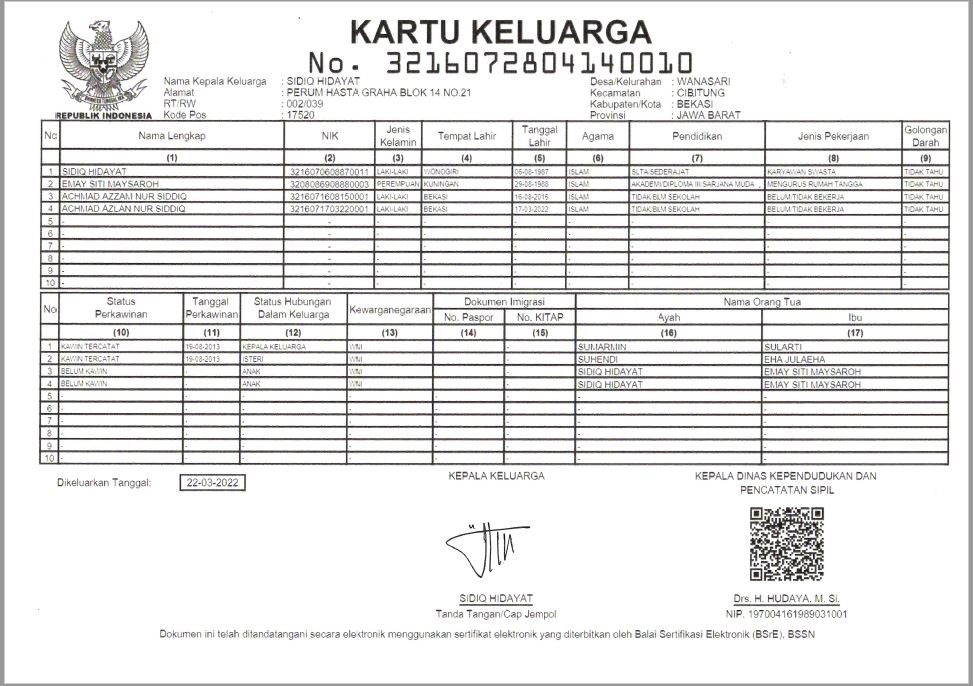 KARTU KELUARGA
No. 3216072804140010
REPUBLIK INDONESIA
Nama Kepala Keluarga : SIDIQ HIDAYAT
Alamat : PERUM HASTA GRAHA BLOK 14 NO.21
RT/RW : 002/039
Kode Pos : 17520
Desa/Kelurahan : WANASARI
Kecamatan : CIBITUNG
Kabupaten/Kota : BEKASI
Provinsi : JAWA BARAT
No Nama Lengkap NIK Jenis Kelamin Tempat Lahir Tanggal Lahir Agama Pendidikan Jenis Pekerjaan Golongan Darah
(1) (2) (3) (4) (5) (6) (7) (8) (9)
1 SIDIQ HIDAYAT 3216070608870011 LAKI-LAKI WONOGIRI 06-08-1987 ISLAM SLTA/SEDERAJAT KARYAWAN SWASTA TIDAK TAHU
2 EMAY SITI MAYSAROH 3208086908880003 PEREMPUAN KUNINGAN 29-08-1988 ISLAM AKADEMI/DIPLOMA III/SARJANA MUDA MENGURUS RUMAH TANGGA TIDAK TAHU
3 ACHMAD AZZAM NUR SIDDIQ 3216071608150001 LAKI-LAKI BEKASI ISLAM TIDAK/BLM SEKOLAH BELUM/TIDAK BEKERJA TIDAK TAHU
4 ACHMAD AZLAN NUR SIDDIQ 3216071703220001 LAKI-LAKI BEKASI 17-03-2022 ISLAM TIDAK/BLM SEKOLAH BELUM/TIDAK BEKERJA TIDAK TAHU
5 - - - - - - - - -
6 - - - - - - - - -
7 - - - - - - - - -
8 - - - - - - - - -
9 - - - - - - - - -
10 - - - - - - - - -
No Status Perkawinan Tanggal Perkawinan Status Hubungan Dalam Keluarga Kewarganegaraan Dokumen Imigrasi Nama Orang Tua
No. Paspor No. KITAP Ayah Ibu
(10) (11) (12) (13) (14) (15) (16) (17)
1 KAWIN TERCATAT 19-08-2013 KEPALA KELUARGA WNI - SUMARMIN SULARTI
2 KAWIN TERCATAT 19-08-2013 ISTERI WNI - SUHENDI EHA JULAEHA
3 BELUM KAWIN ANAK WNI - SIDIQ HIDAYAT EMAY SITI MAYSAROH
4 BELUM KAWIN ANAK WNI - SIDIQ HIDAYAT EMAY SITI MAYSAROH
5 - - - - - - - -
6 - - - - - - - -
7 - - - - - - - -
8 - - - - - - - -
9 - - - - - - - -
10 - - - - - - - -
Dikeluarkan Tanggal: 22-03-2022
KEPALA KELUARGA
SIDIQ HIDAYAT
Tanda Tangan/Cap Jempol
KEPALA DINAS KEPENDUDUKAN DAN
PENCATATAN SIPIL
Drs. H. HUDAYA, M. Si.
NIP. 197004161989031001
Dokumen ini telah ditandatangani secara elektronik menggunakan sertifikat elektronik yang diterbitkan oleh Balai Sertifikasi Elektronik (BSrE), BSSN